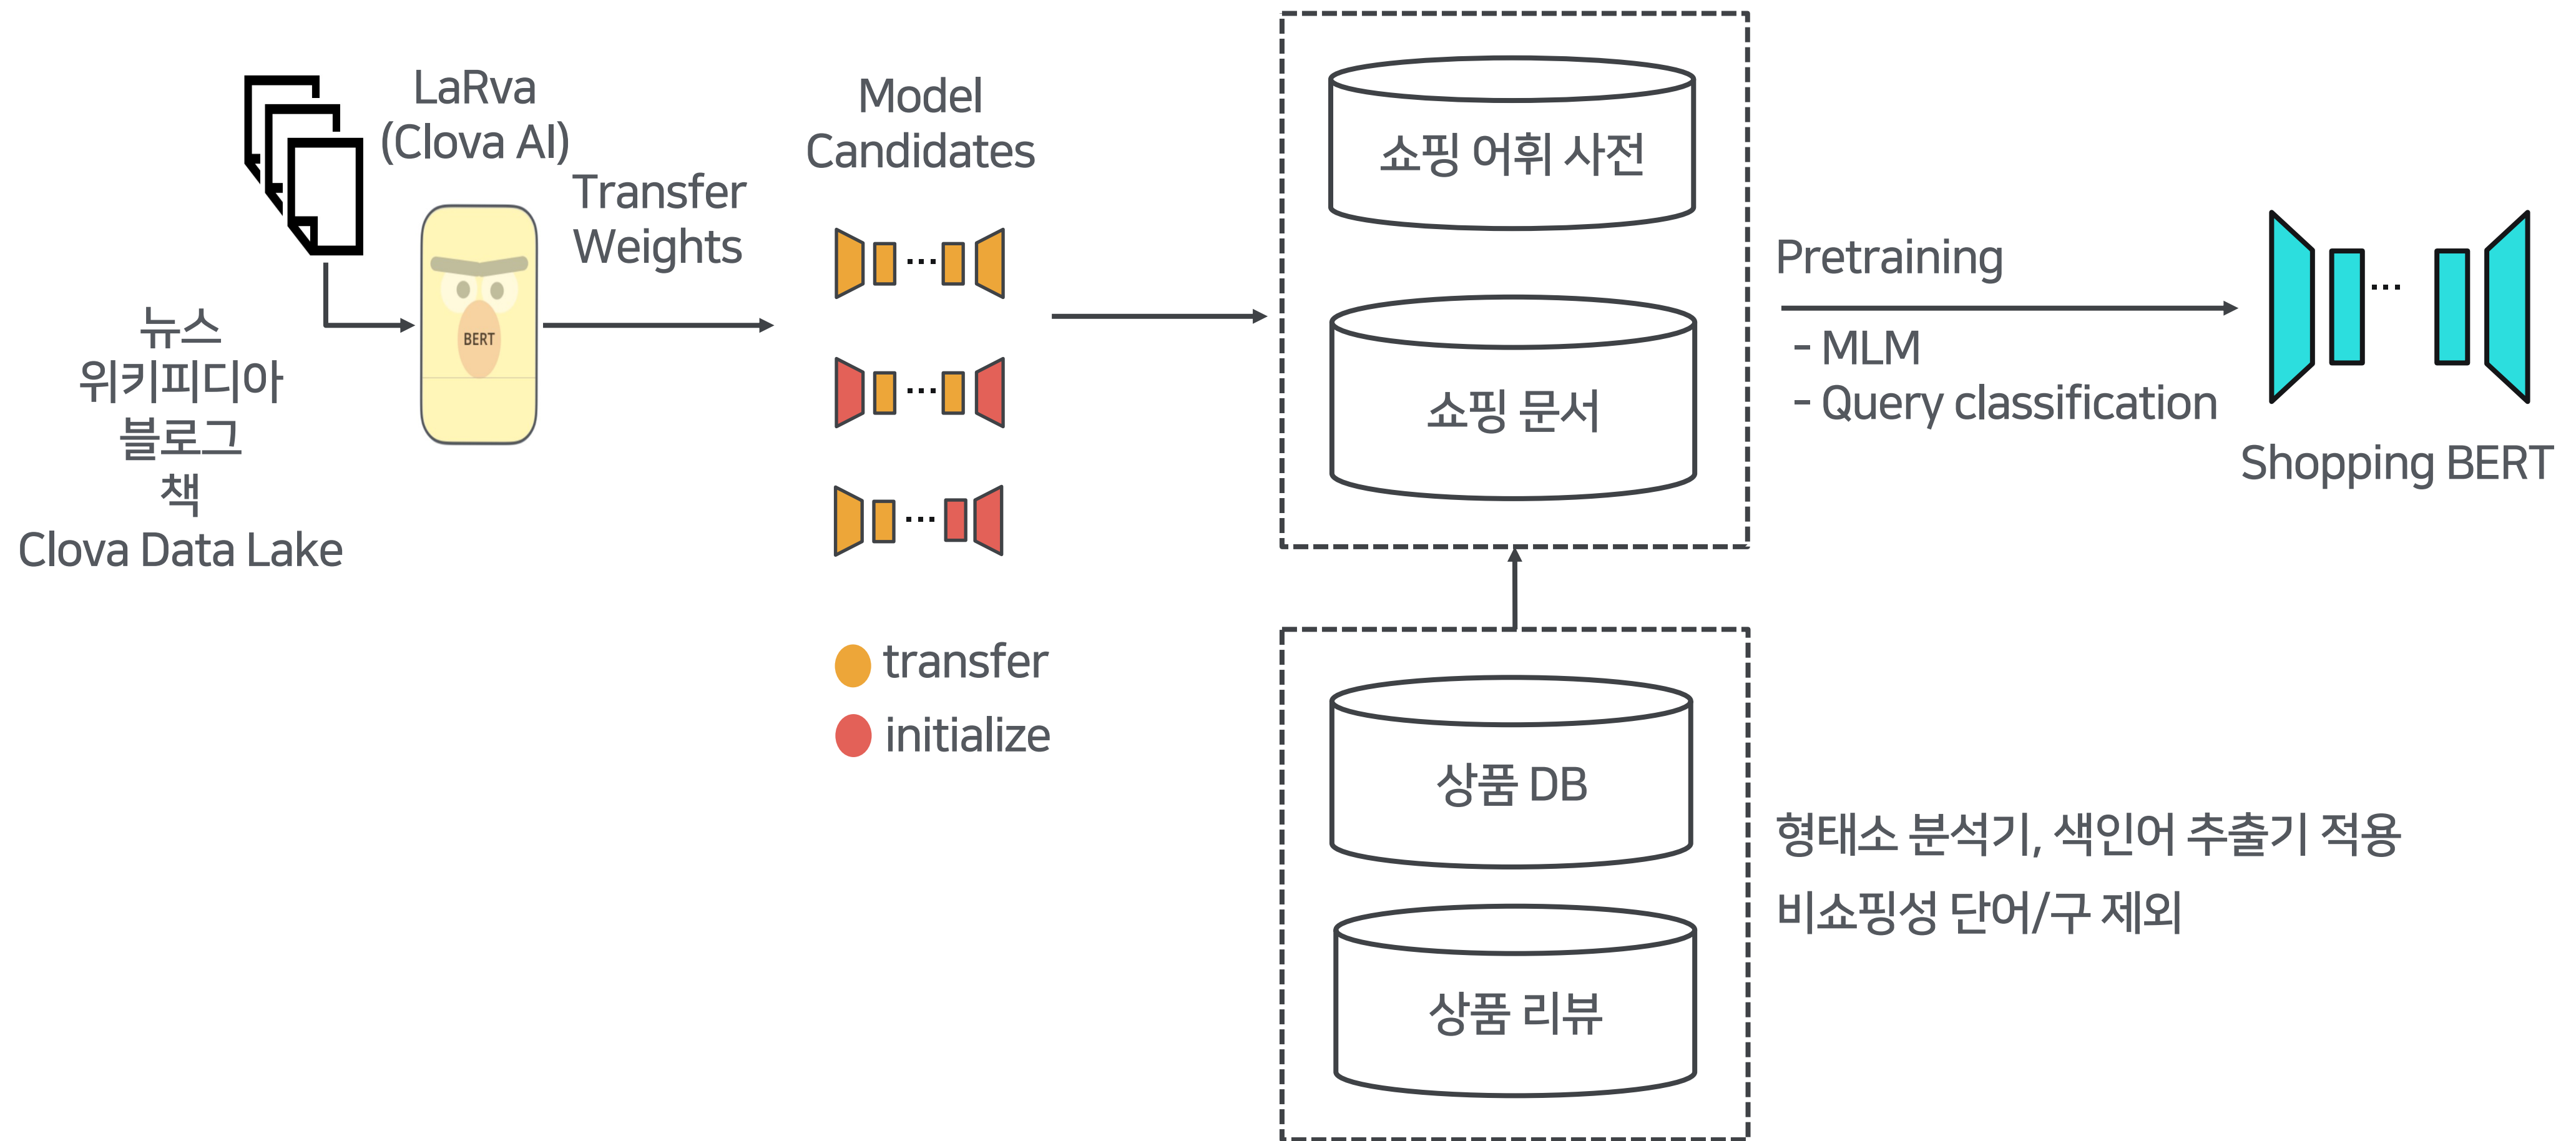 LaRva
(Clova AI)
BERT
뉴스
위키피디아
블로그
책
Clova Data Lake
Transfer
Weights
Model
Candidates
...
...
...
transfer
initialize
쇼핑 어휘 사전
쇼핑 문서
상품 DB
상품 리뷰
형태소 분석기, 색인어 추출기 적용
비쇼핑성 단어/구 제외
Pretraining
- MLM
- Query classification
...
Shopping BERT